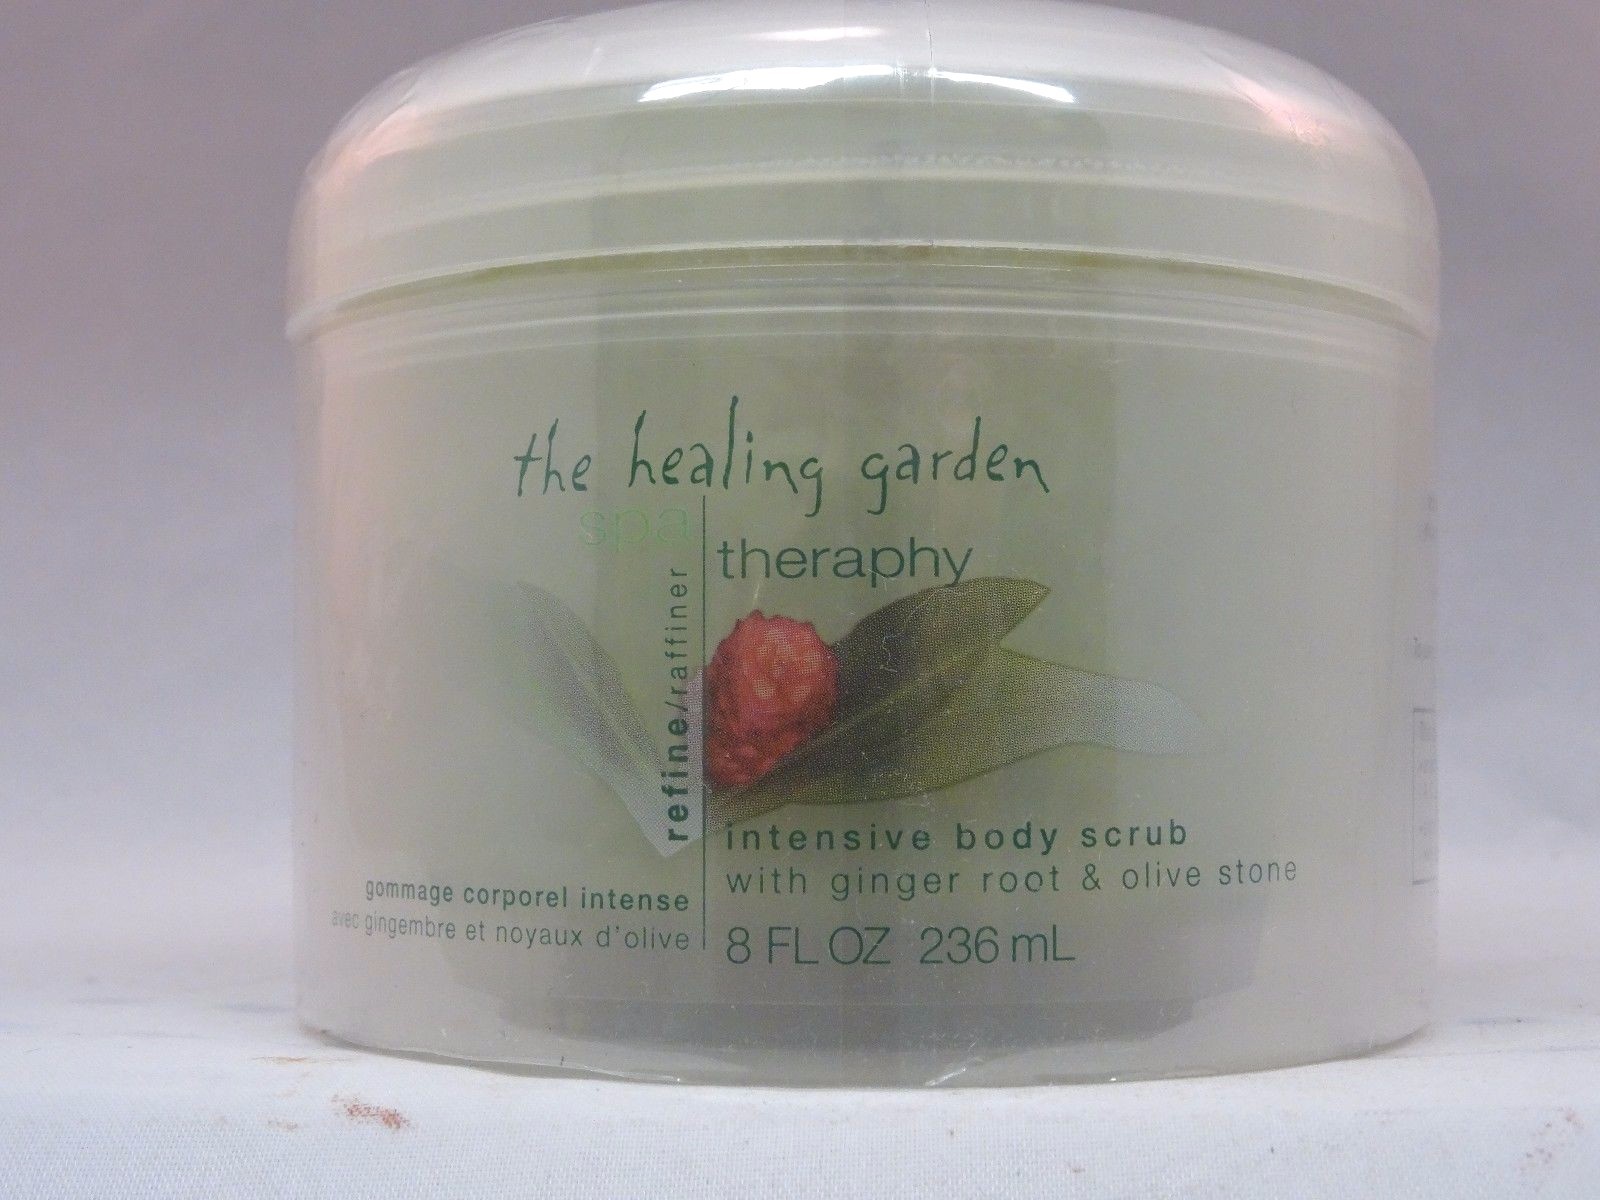 the healing garden
spa
theraphy
refine/raffiner
intensive body scrub
with ginger root & olive stone
gommage corporel intense
avec gingembre et noyaux d'olive
8 FL OZ 236 mL